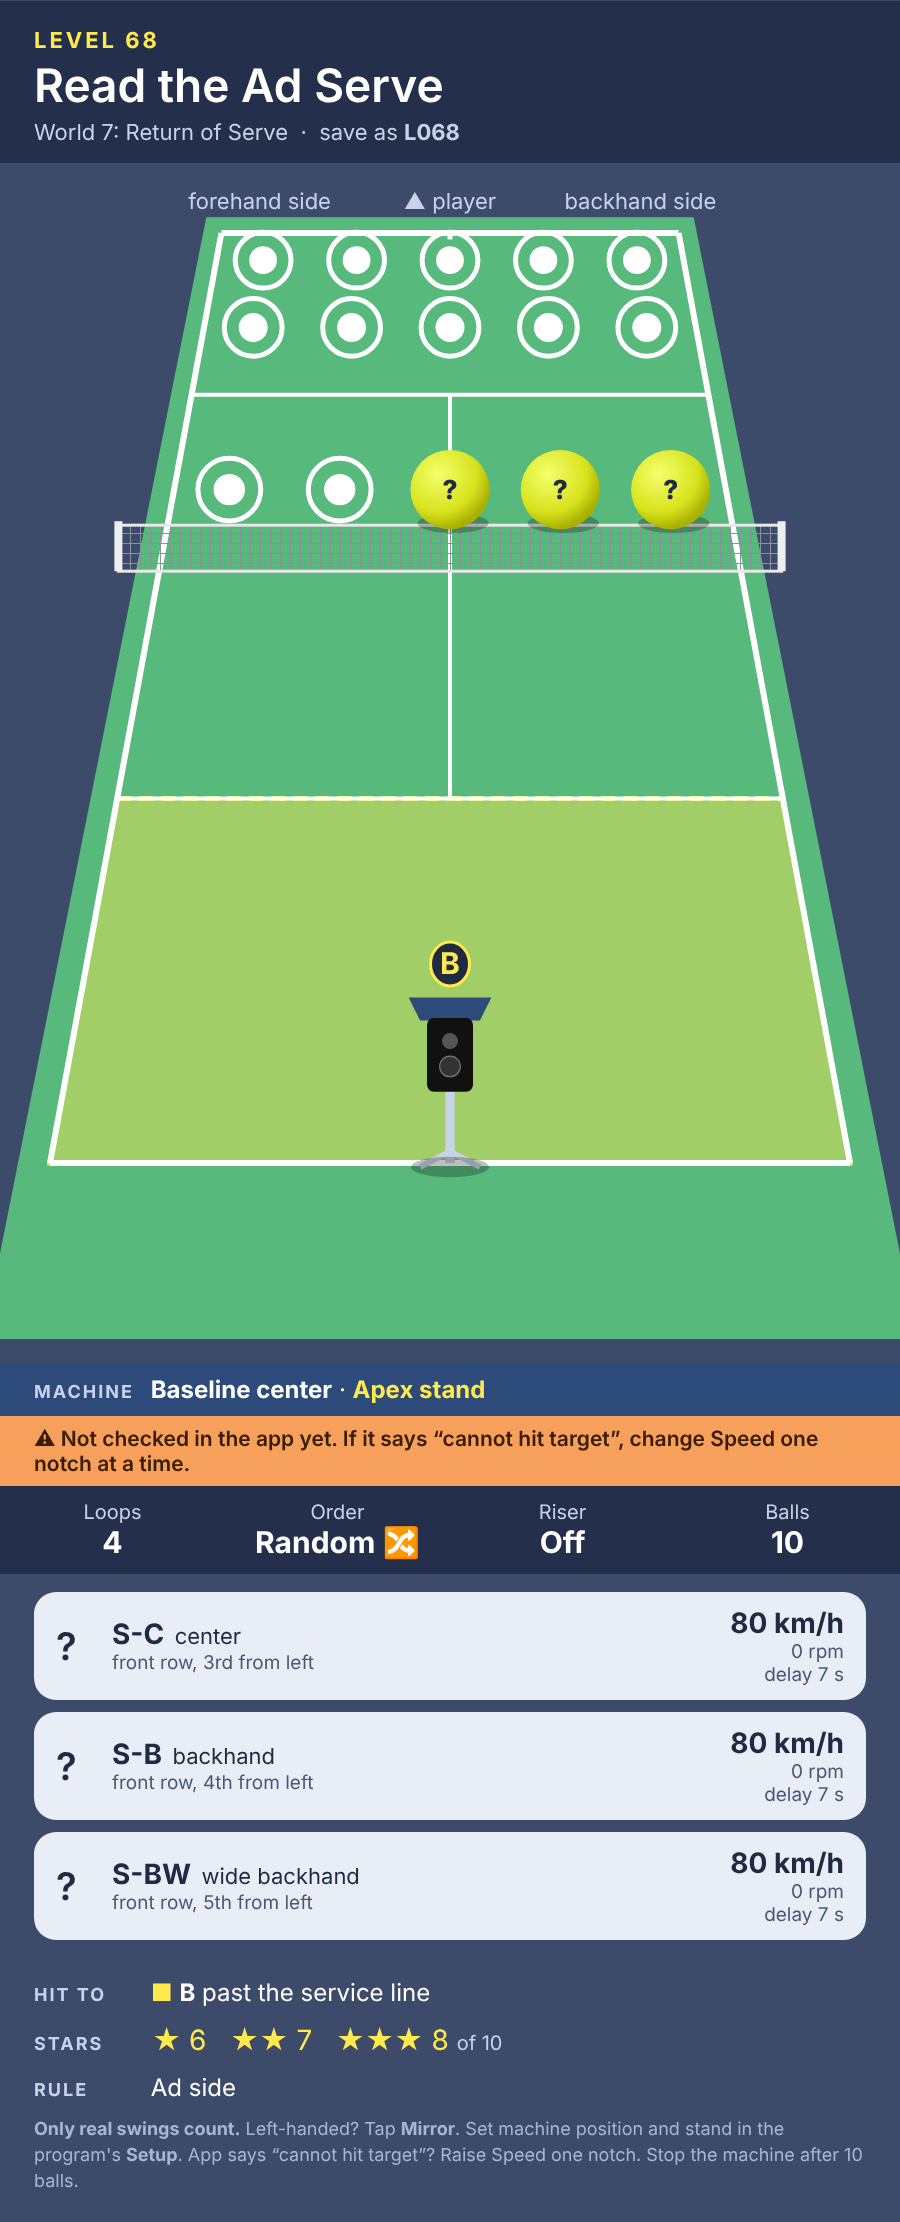 LEVEL 68
Read the Ad Serve
World 7: Return of Serve · save as L068
forehand side ▲ player backhand side
? ? ?
B
MACHINE Baseline center · Apex stand
⚠ Not checked in the app yet. If it says “cannot hit target”, change Speed one
notch at a time.
Loops Order Riser Balls
4 Random 🔀 Off 10
? S-C center 80 km/h
front row, 3rd from left 0 rpm
delay 7 s
? S-B backhand 80 km/h
front row, 4th from left 0 rpm
delay 7 s
? S-BW wide backhand 80 km/h
front row, 5th from left 0 rpm
delay 7 s
HIT TO B past the service line
STARS ★ 6 ★★ 7 ★★★ 8 of 10
RULE Ad side
Only real swings count. Left-handed? Tap Mirror. Set machine position and stand in the
program's Setup. App says “cannot hit target”? Raise Speed one notch. Stop the machine after 10
balls.